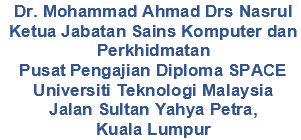 Dr. Mohammad Ahmad Drs Nasrul
Ketua Jabatan Sains Komputer dan
Perkhidmatan
Pusat Pengajian Diploma SPACE
Universiti Teknologi Malaysia
Jalan Sultan Yahya Petra,
Kuala Lumpur